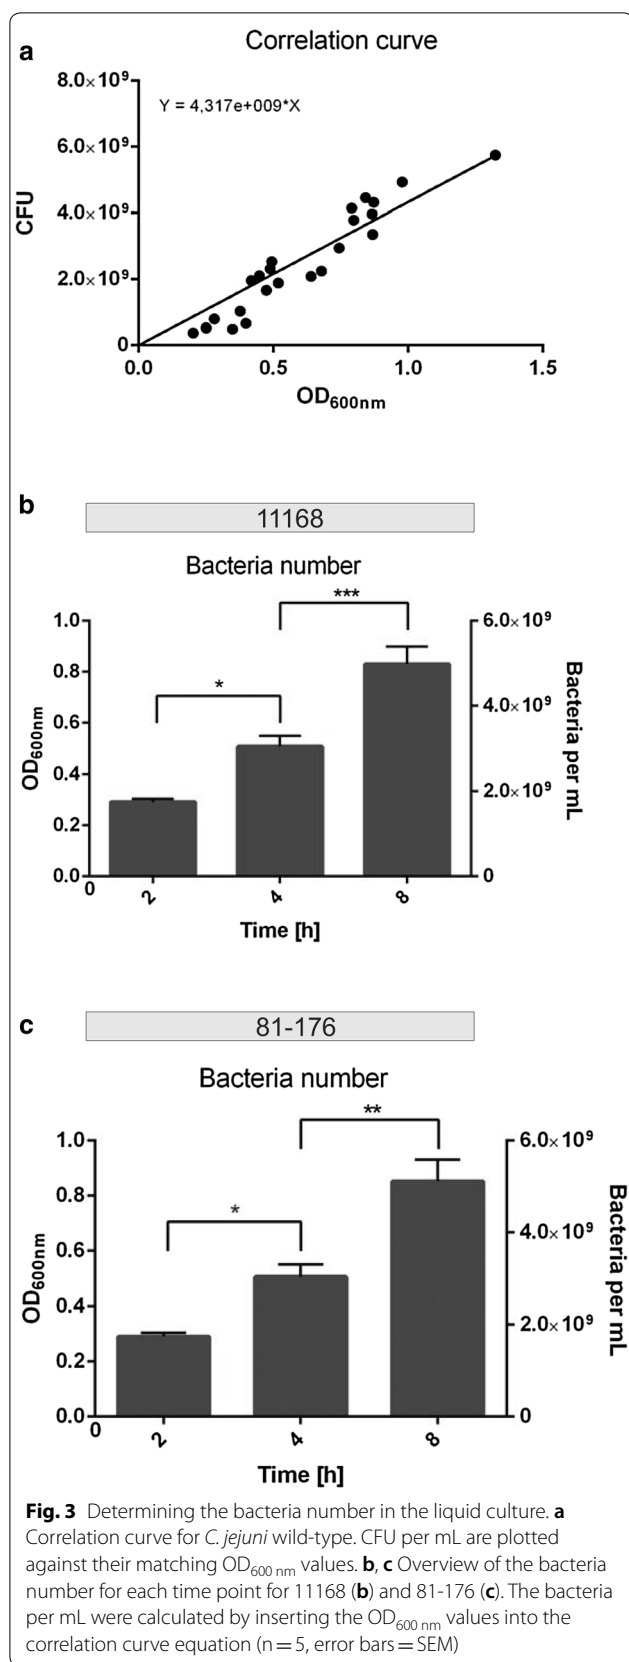 a
Correlation curve
8.0×10⁹
Y = 4,317e+009*X
6.0×10⁹
4.0×10⁹
2.0×10⁹
0
CFU
0.0 0.5 1.0 1.5
OD600nm
b
11168
Bacteria number
***
*
1.0
0.8
0.6
0.4
0.2
0.0
OD600nm
6.0×10⁹
4.0×10⁹
2.0×10⁹
0
Bacteria per mL
0 2 4 8
Time [h]
c
81-176
Bacteria number
**
*
1.0
0.8
0.6
0.4
0.2
0.0
OD600nm
6.0×10⁹
4.0×10⁹
2.0×10⁹
0
Bacteria per mL
0 2 4 8
Time [h]
Fig. 3 Determining the bacteria number in the liquid culture. a
Correlation curve for C. jejuni wild-type. CFU per mL are plotted
against their matching OD600 nm values. b, c Overview of the bacteria
number for each time point for 11168 (b) and 81-176 (c). The bacteria
per mL were calculated by inserting the OD600 nm values into the
correlation curve equation (n = 5, error bars = SEM)